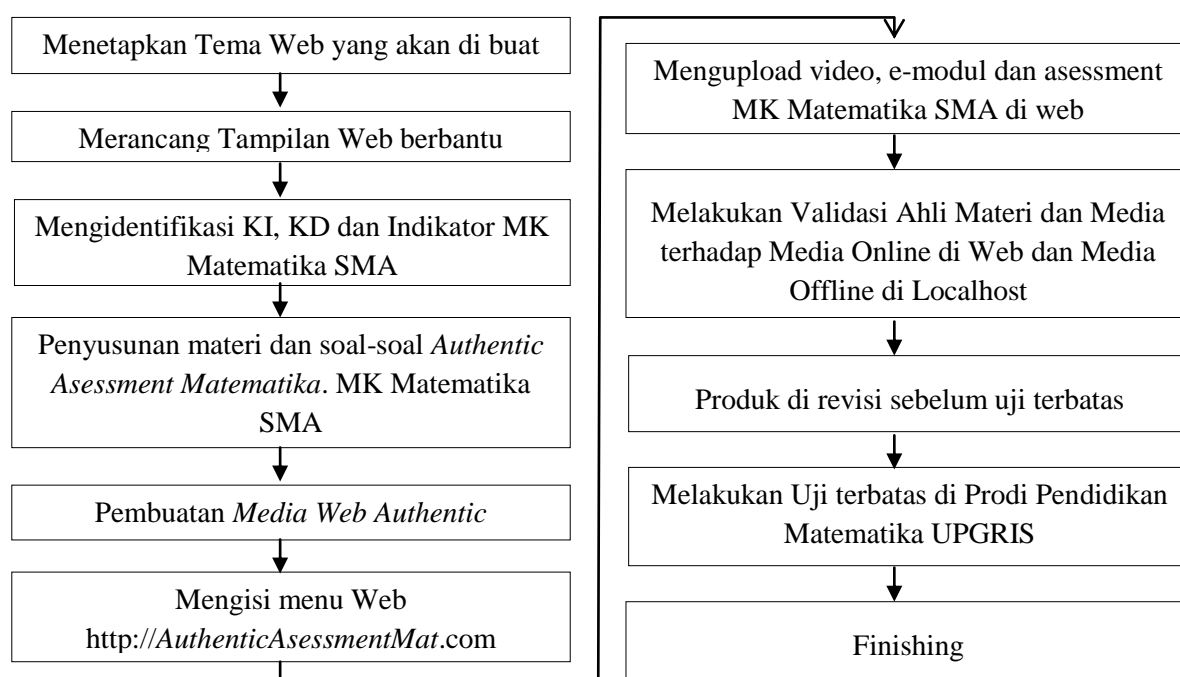 Menetapkan Tema Web yang akan di buat
Merancang Tampilan Web berbantu
Mengidentifikasi KI, KD dan Indikator MK
Matematika SMA
Penyusunan materi dan soal-soal Authentic
Asessment Matematika. MK Matematika
SMA
Pembuatan Media Web Authentic
Mengisi menu Web
http://AuthenticAsessmentMat.com
Mengupload video, e-modul dan asessment
MK Matematika SMA di web
Melakukan Validasi Ahli Materi dan Media
terhadap Media Online di Web dan Media
Offline di Localhost
Produk di revisi sebelum uji terbatas
Melakukan Uji terbatas di Prodi Pendidikan
Matematika UPGRIS
Finishing